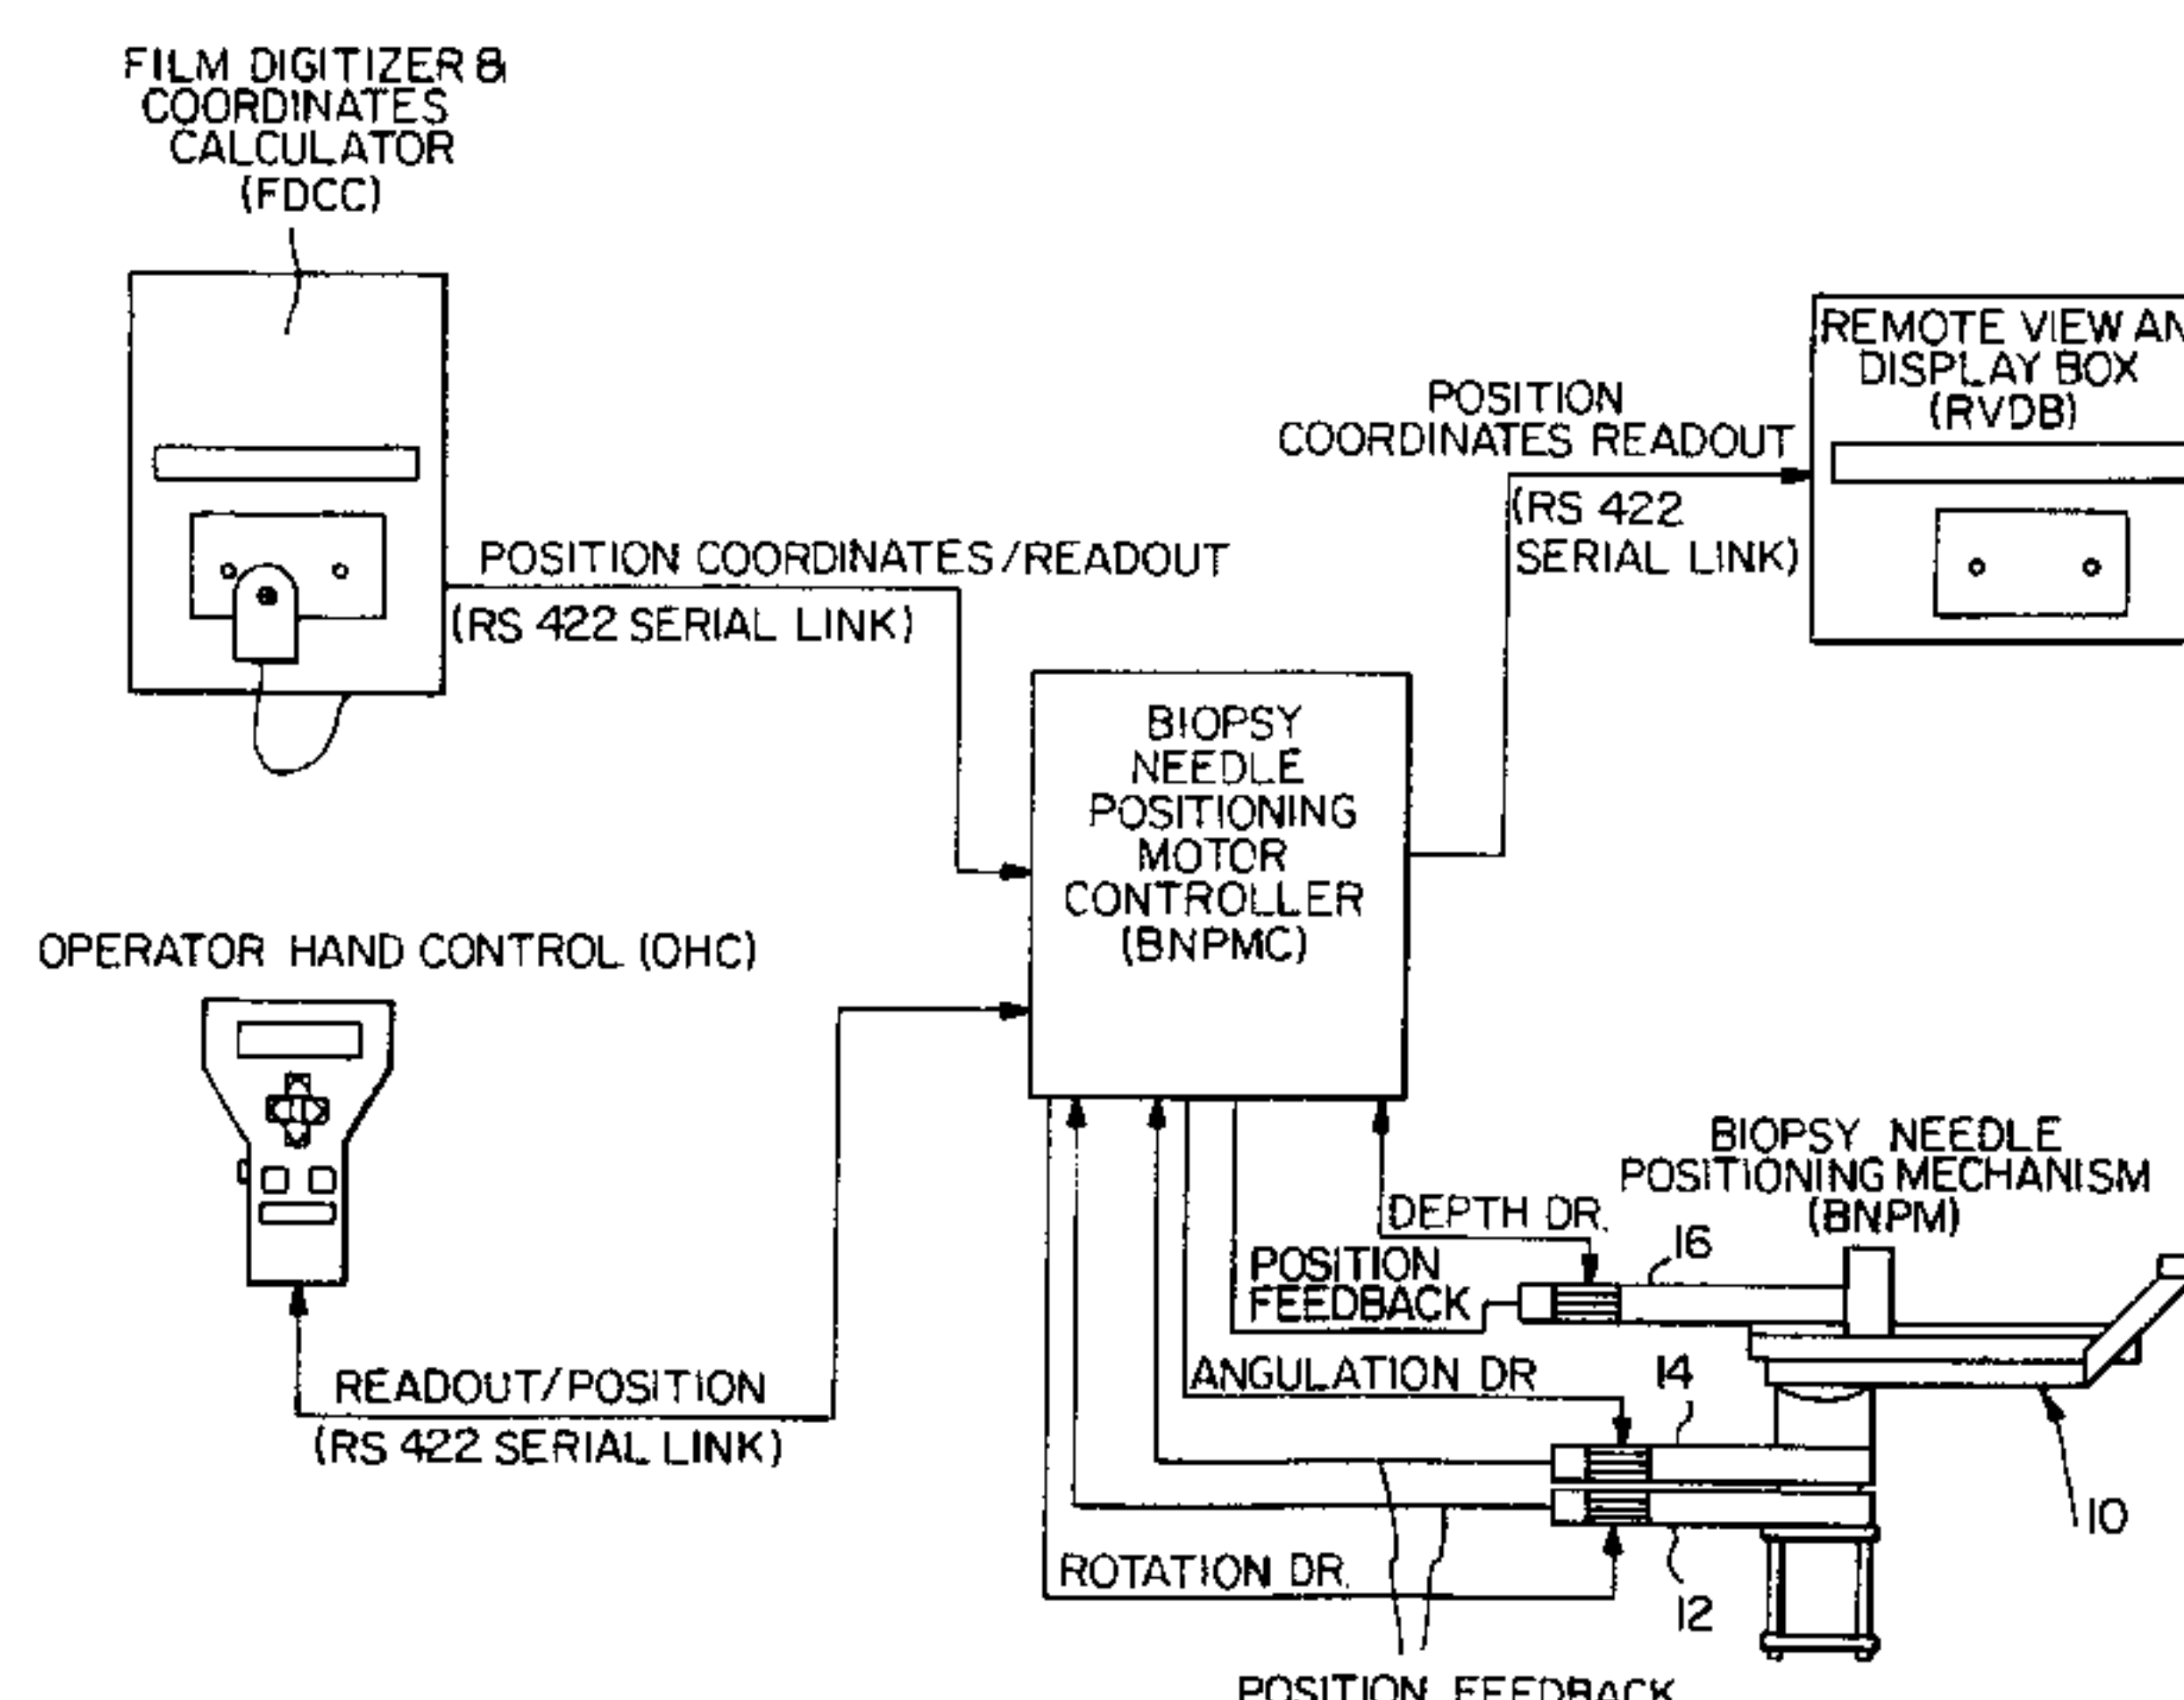 FILM DIGITIZER &
COORDINATES
CALCULATOR
(FDCC)
REMOTE VIEW AN
DISPLAY BOX
(RVDB)
POSITION
COORDINATES READOUT
(RS 422
SERIAL LINK)
POSITION COORDINATES/READOUT
(RS 422 SERIAL LINK)
BIOPSY
NEEDLE
POSITIONING
MOTOR
CONTROLLER
(BNPMC)
OPERATOR HAND CONTROL (OHC)
BIOPSY NEEDLE
POSITIONING MECHANISM
(BNPM)
DEPTH DR.
16
POSITION
FEEDBACK
ANGULATION DR
14
READOUT/POSITION
(RS 422 SERIAL LINK)
10
ROTATION DR.
12
POSITION FEEDBACK